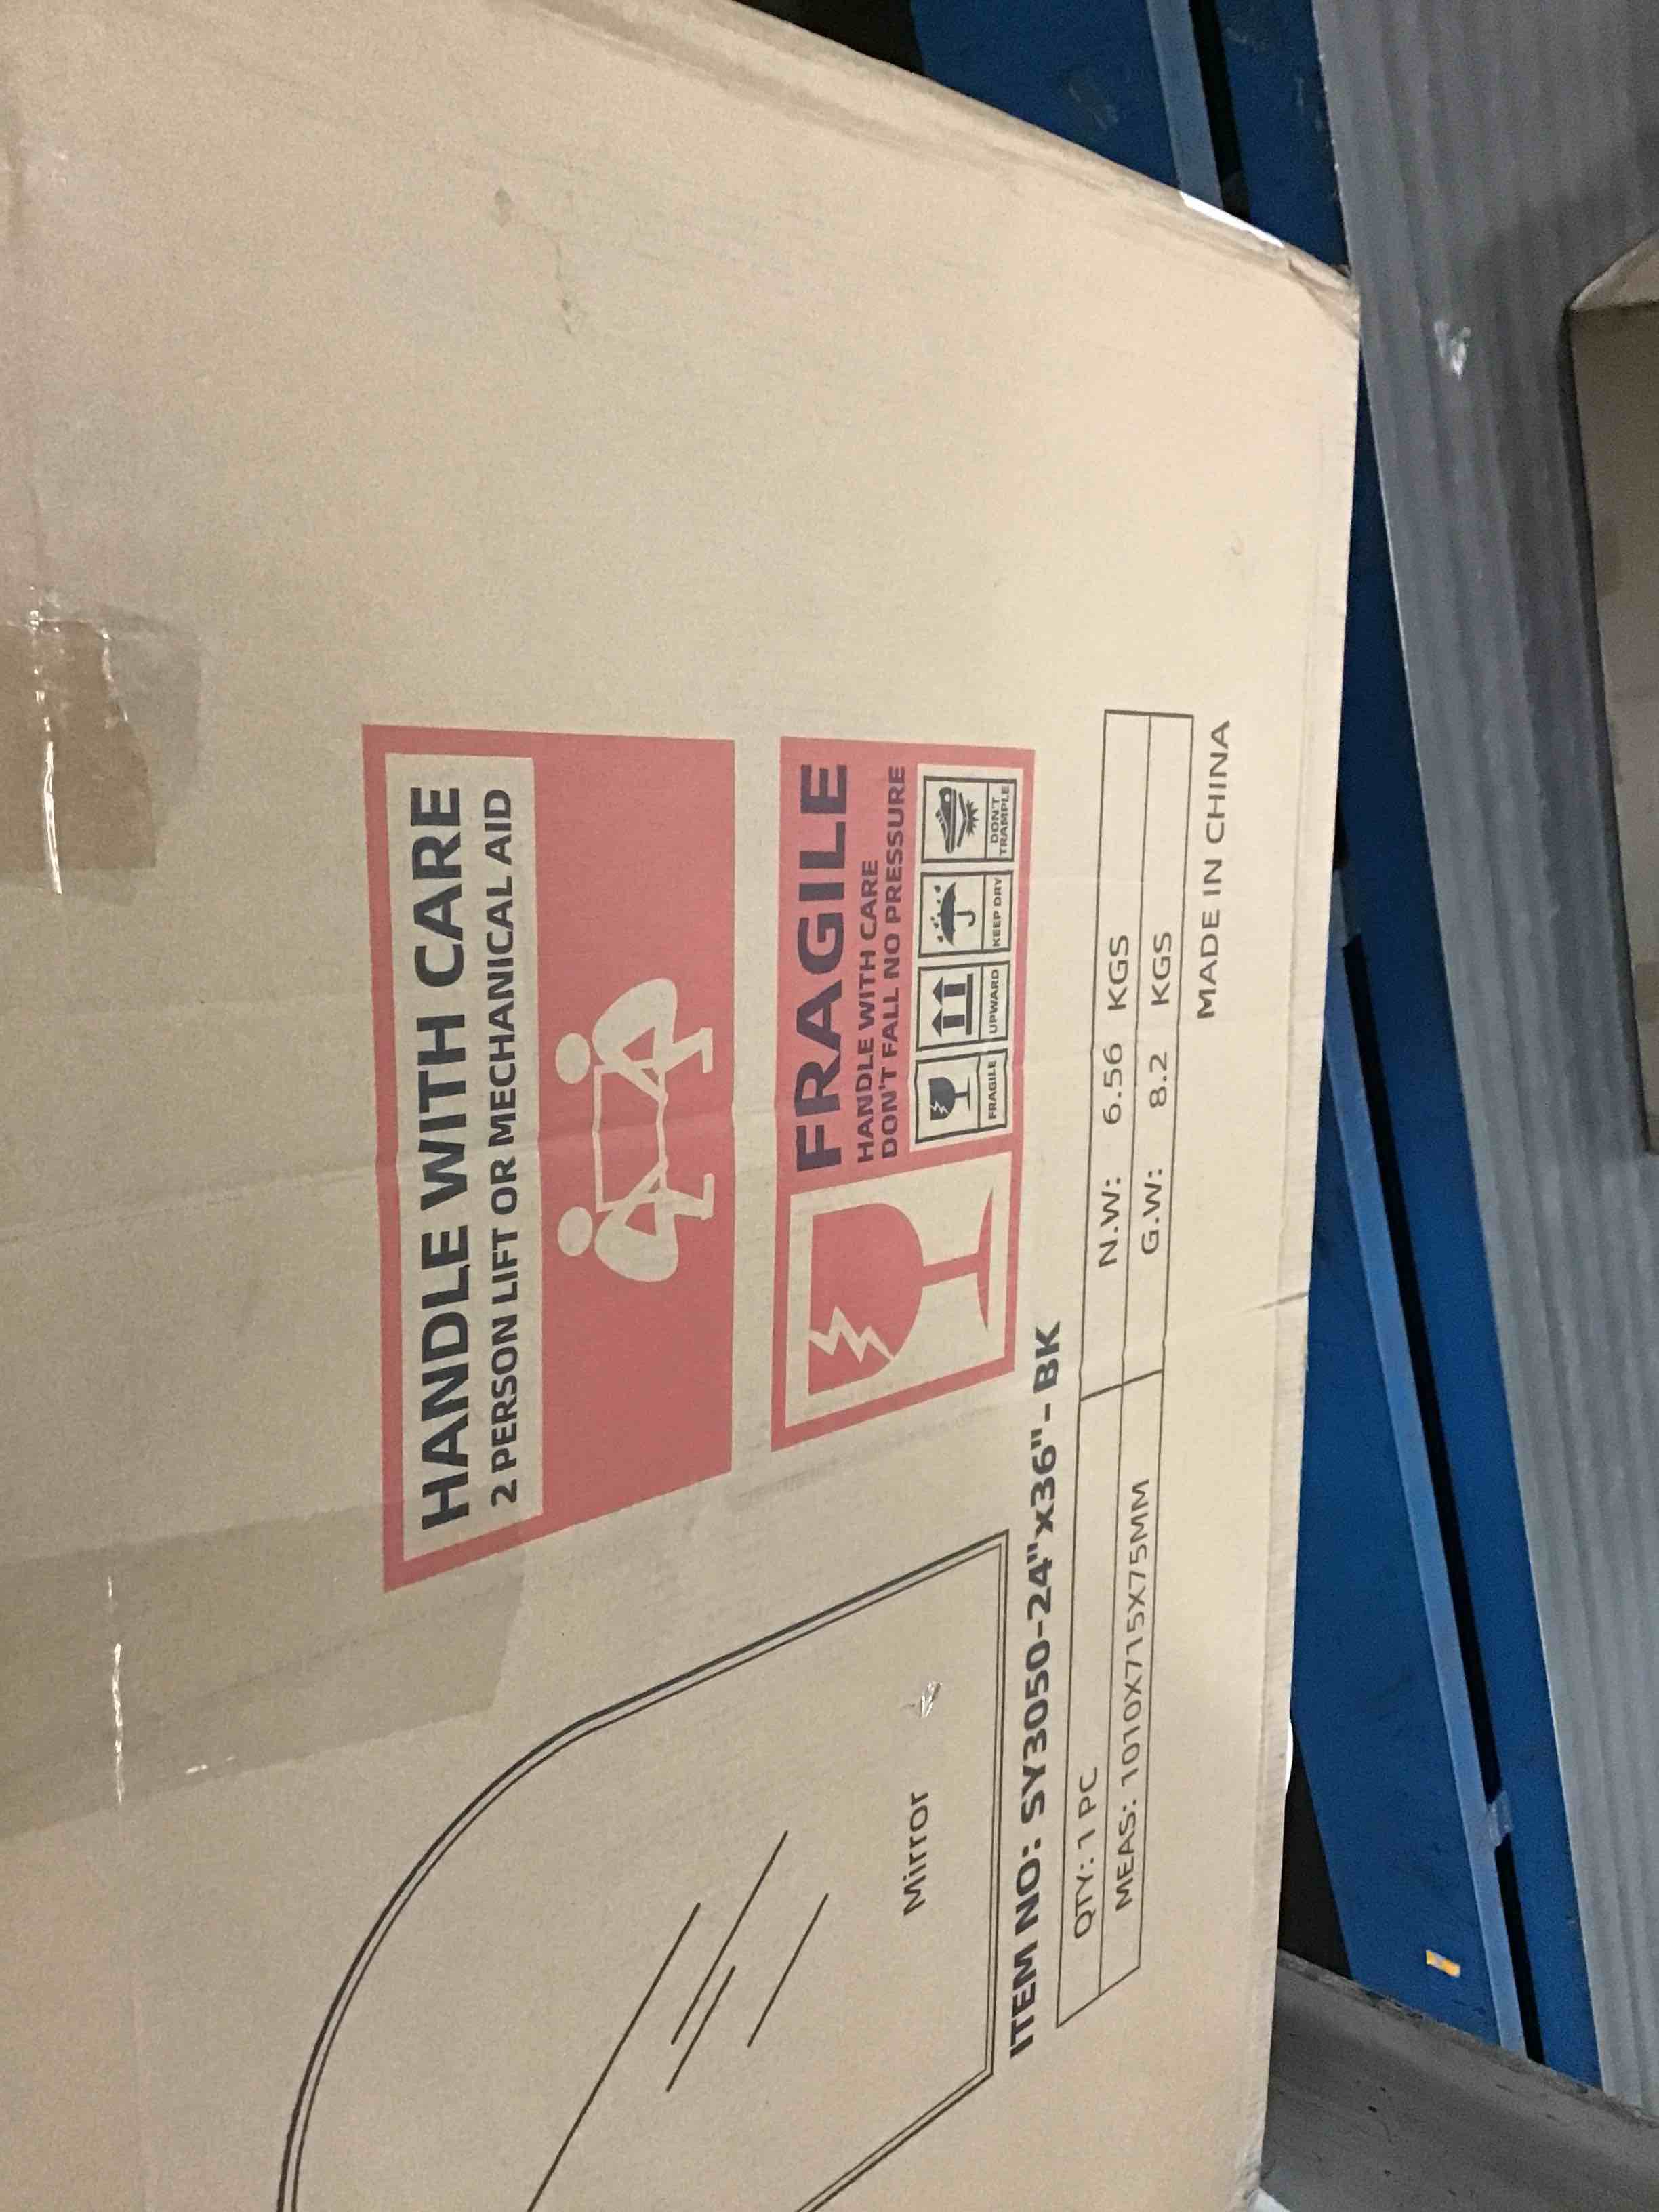 HANDLE WITH CARE
2 PERSON LIFT OR MECHANICAL AID
FRAGILE
HANDLE WITH CARE
DON'T FALL NO PRESSURE
FRAGILE
UPWARD
KEEP DRY
DON'T
TRAMPLE
Mirror
ITEM NO: SY3050-24"x36"-BK
QTY: 1 PC
N.W: 6.56 KGS
MEAS: 1010X715X75MM
G.W: 8.2 KGS
MADE IN CHINA